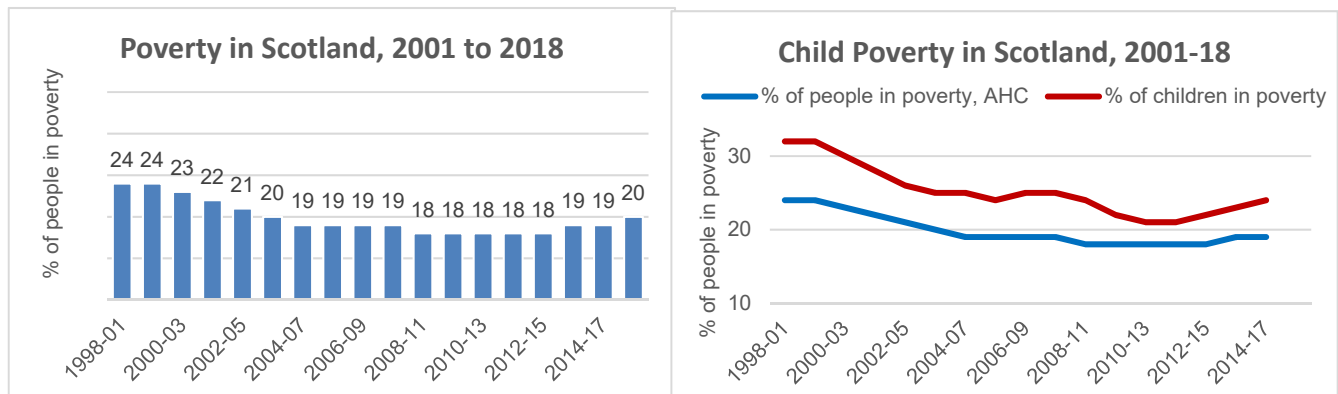 Poverty in Scotland, 2001 to 2018
% of people in poverty
24 24 23 22 21 20 19 19 19 19 18 18 18 18 18 19 19 20
1998-01 2000-03 2002-05 2004-07 2006-09 2008-11 2010-13 2012-15 2014-17
Child Poverty in Scotland, 2001-18
% of people in poverty, AHC % of children in poverty
% of people in poverty
30
20
10
1998-01 2000-03 2002-05 2004-07 2006-09 2008-11 2010-13 2012-15 2014-17